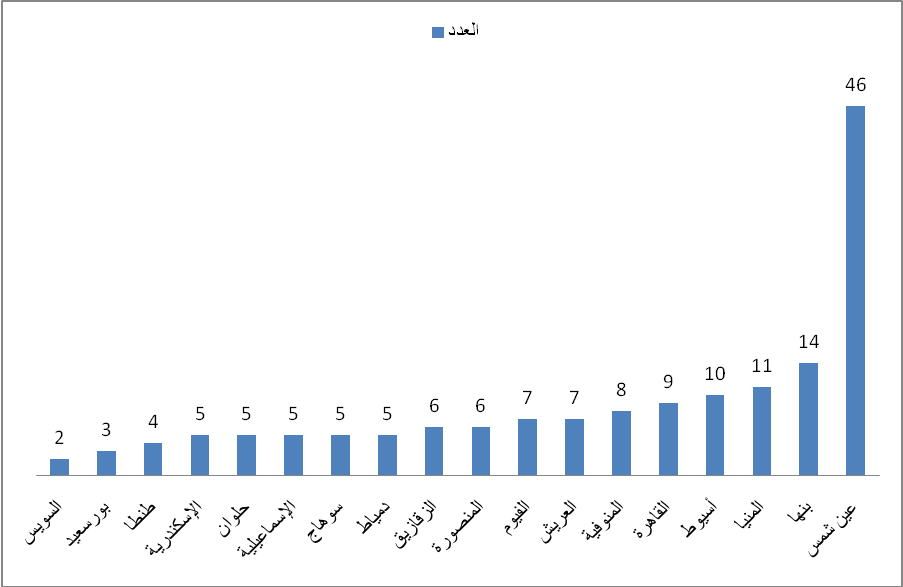 العدد
46
14
11
10
9
8
7
7
6
6
5
5
5
5
5
4
3
2
السويس
بورسعيد
طنطا
الإسكندرية
حلوان
الإسماعيلية
سوهاج
دمياط
الزقازيق
المنصورة
الفيوم
العريش
المنوفية
القاهرة
أسيوط
المنيا
بنها
عين شمس